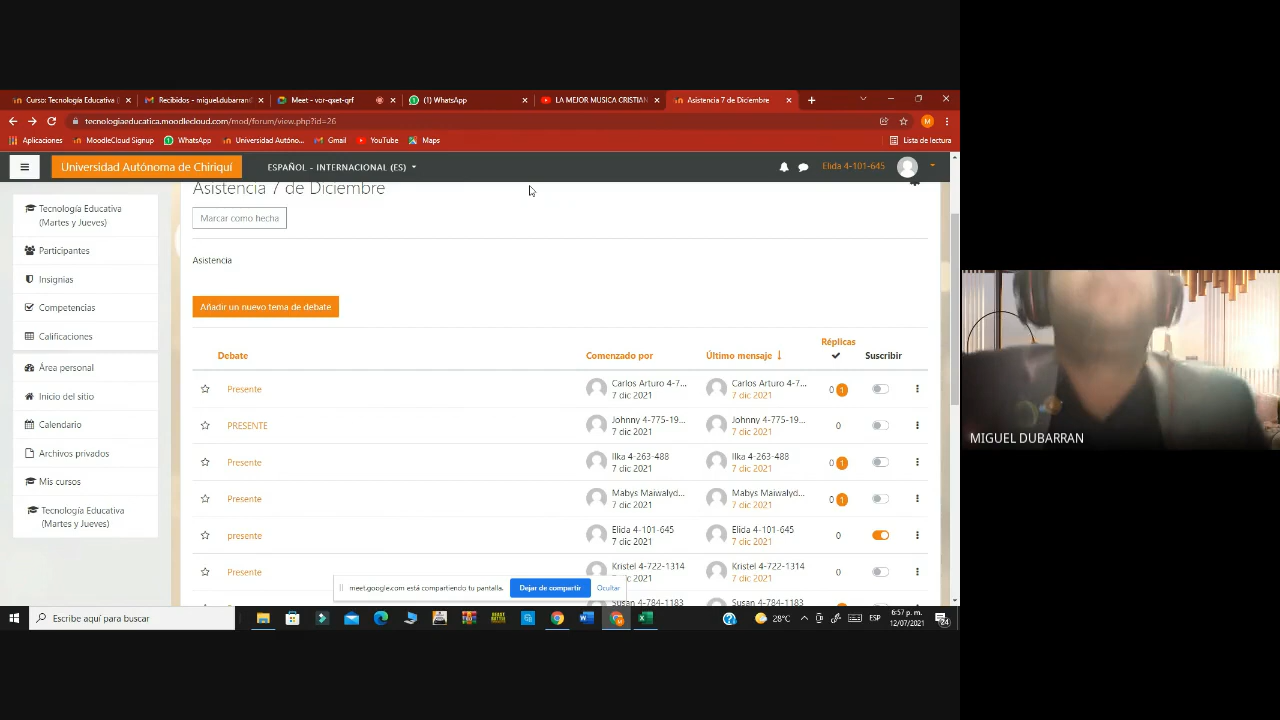 Curso: Tecnología Educativa (
Recibidos - miguel.dubarran@
Meet - vor-qxet-qrf
(1) WhatsApp
LA MEJOR MUSICA CRISTIAN
Asistencia 7 de Diciembre
tecnologiaeducatica.moodlecloud.com/mod/forum/view.php?id=26
Aplicaciones
MoodleCloud Signup
WhatsApp
Universidad Autóno...
Gmail
YouTube
Maps
Lista de lectura
Universidad Autónoma de Chiriquí
ESPAÑOL - INTERNACIONAL (ES)
Elida 4-101-645
Tecnología Educativa
(Martes y Jueves)
Participantes
Insignias
Competencias
Calificaciones
Área personal
Inicio del sitio
Calendario
Archivos privados
Mis cursos
Tecnología Educativa
(Martes y Jueves)
Asistencia 7 de Diciembre
Marcar como hecha
Asistencia
Añadir un nuevo tema de debate
Debate Comenzado por Último mensaje ↓ Réplicas Suscribir
Presente Carlos Arturo 4-7... Carlos Arturo 4-7... 0 1
7 dic 2021 7 dic 2021
PRESENTE Johnny 4-775-19... Johnny 4-775-19... 0
7 dic 2021 7 dic 2021
Presente Ilka 4-263-488 Ilka 4-263-488 0 1
7 dic 2021 7 dic 2021
Presente Mabys Maiwalyd... Mabys Maiwalyd... 0 1
7 dic 2021 7 dic 2021
presente Elida 4-101-645 Elida 4-101-645 0
7 dic 2021 7 dic 2021
Presente Kristel 4-722-1314 Kristel 4-722-1314 0
7 dic 2021 7 dic 2021
Susan 4-784-1183 Susan 4-784-1183
meet.google.com está compartiendo tu pantalla.
Dejar de compartir
Ocultar
Escribe aquí para buscar
28°C
ESP
6:57 p. m.
12/07/2021
24
MIGUEL DUBARRAN